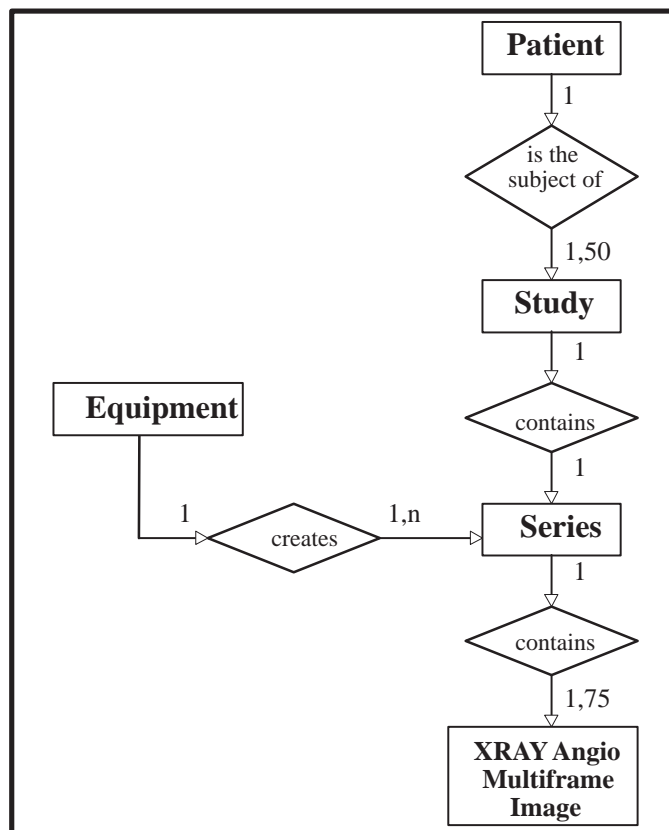 Patient
1
is the
subject of
1,50
Study
1
Equipment
contains
1
1
creates
1,n
Series
1
contains
1,75
XRAY Angio
Multiframe
Image